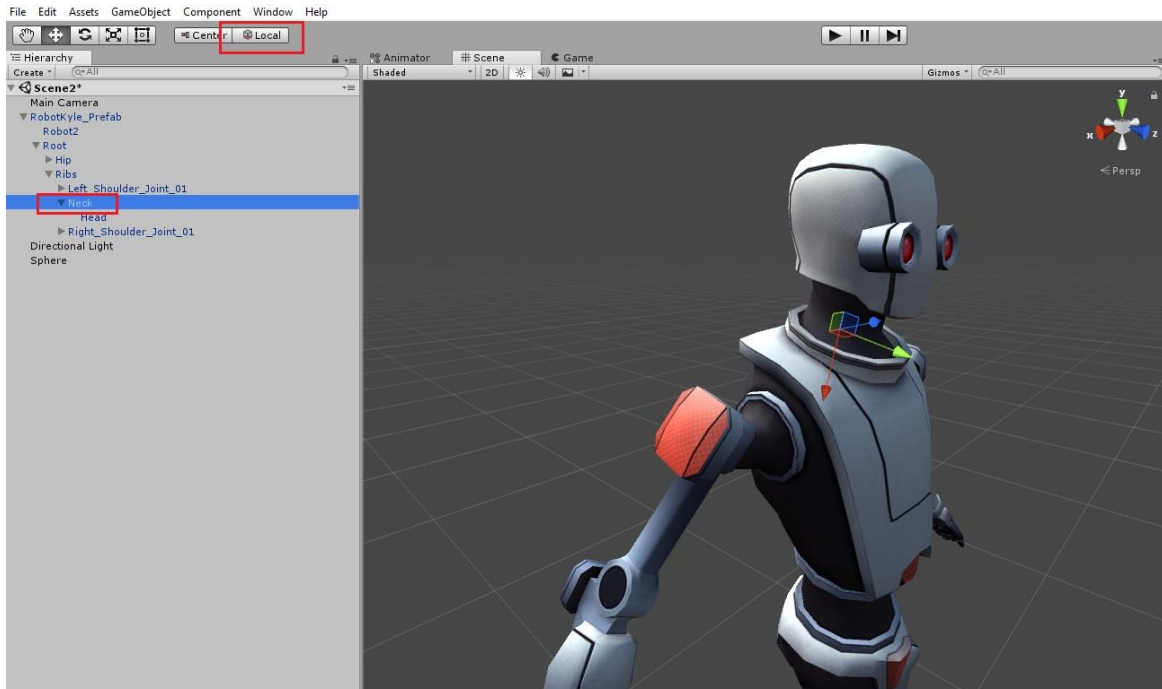 File Edit Assets GameObject Component Window Help
Center Local
Hierarchy Animator Scene Game
Create All Shaded 2D Gizmos All
Scene2*
Main Camera
RobotKyle_Prefab
Robot2
Root
Hip
Ribs
Left_Shoulder_Joint_01
Neck
Head
Right_Shoulder_Joint_01
Directional Light
Sphere
y
x z
Persp